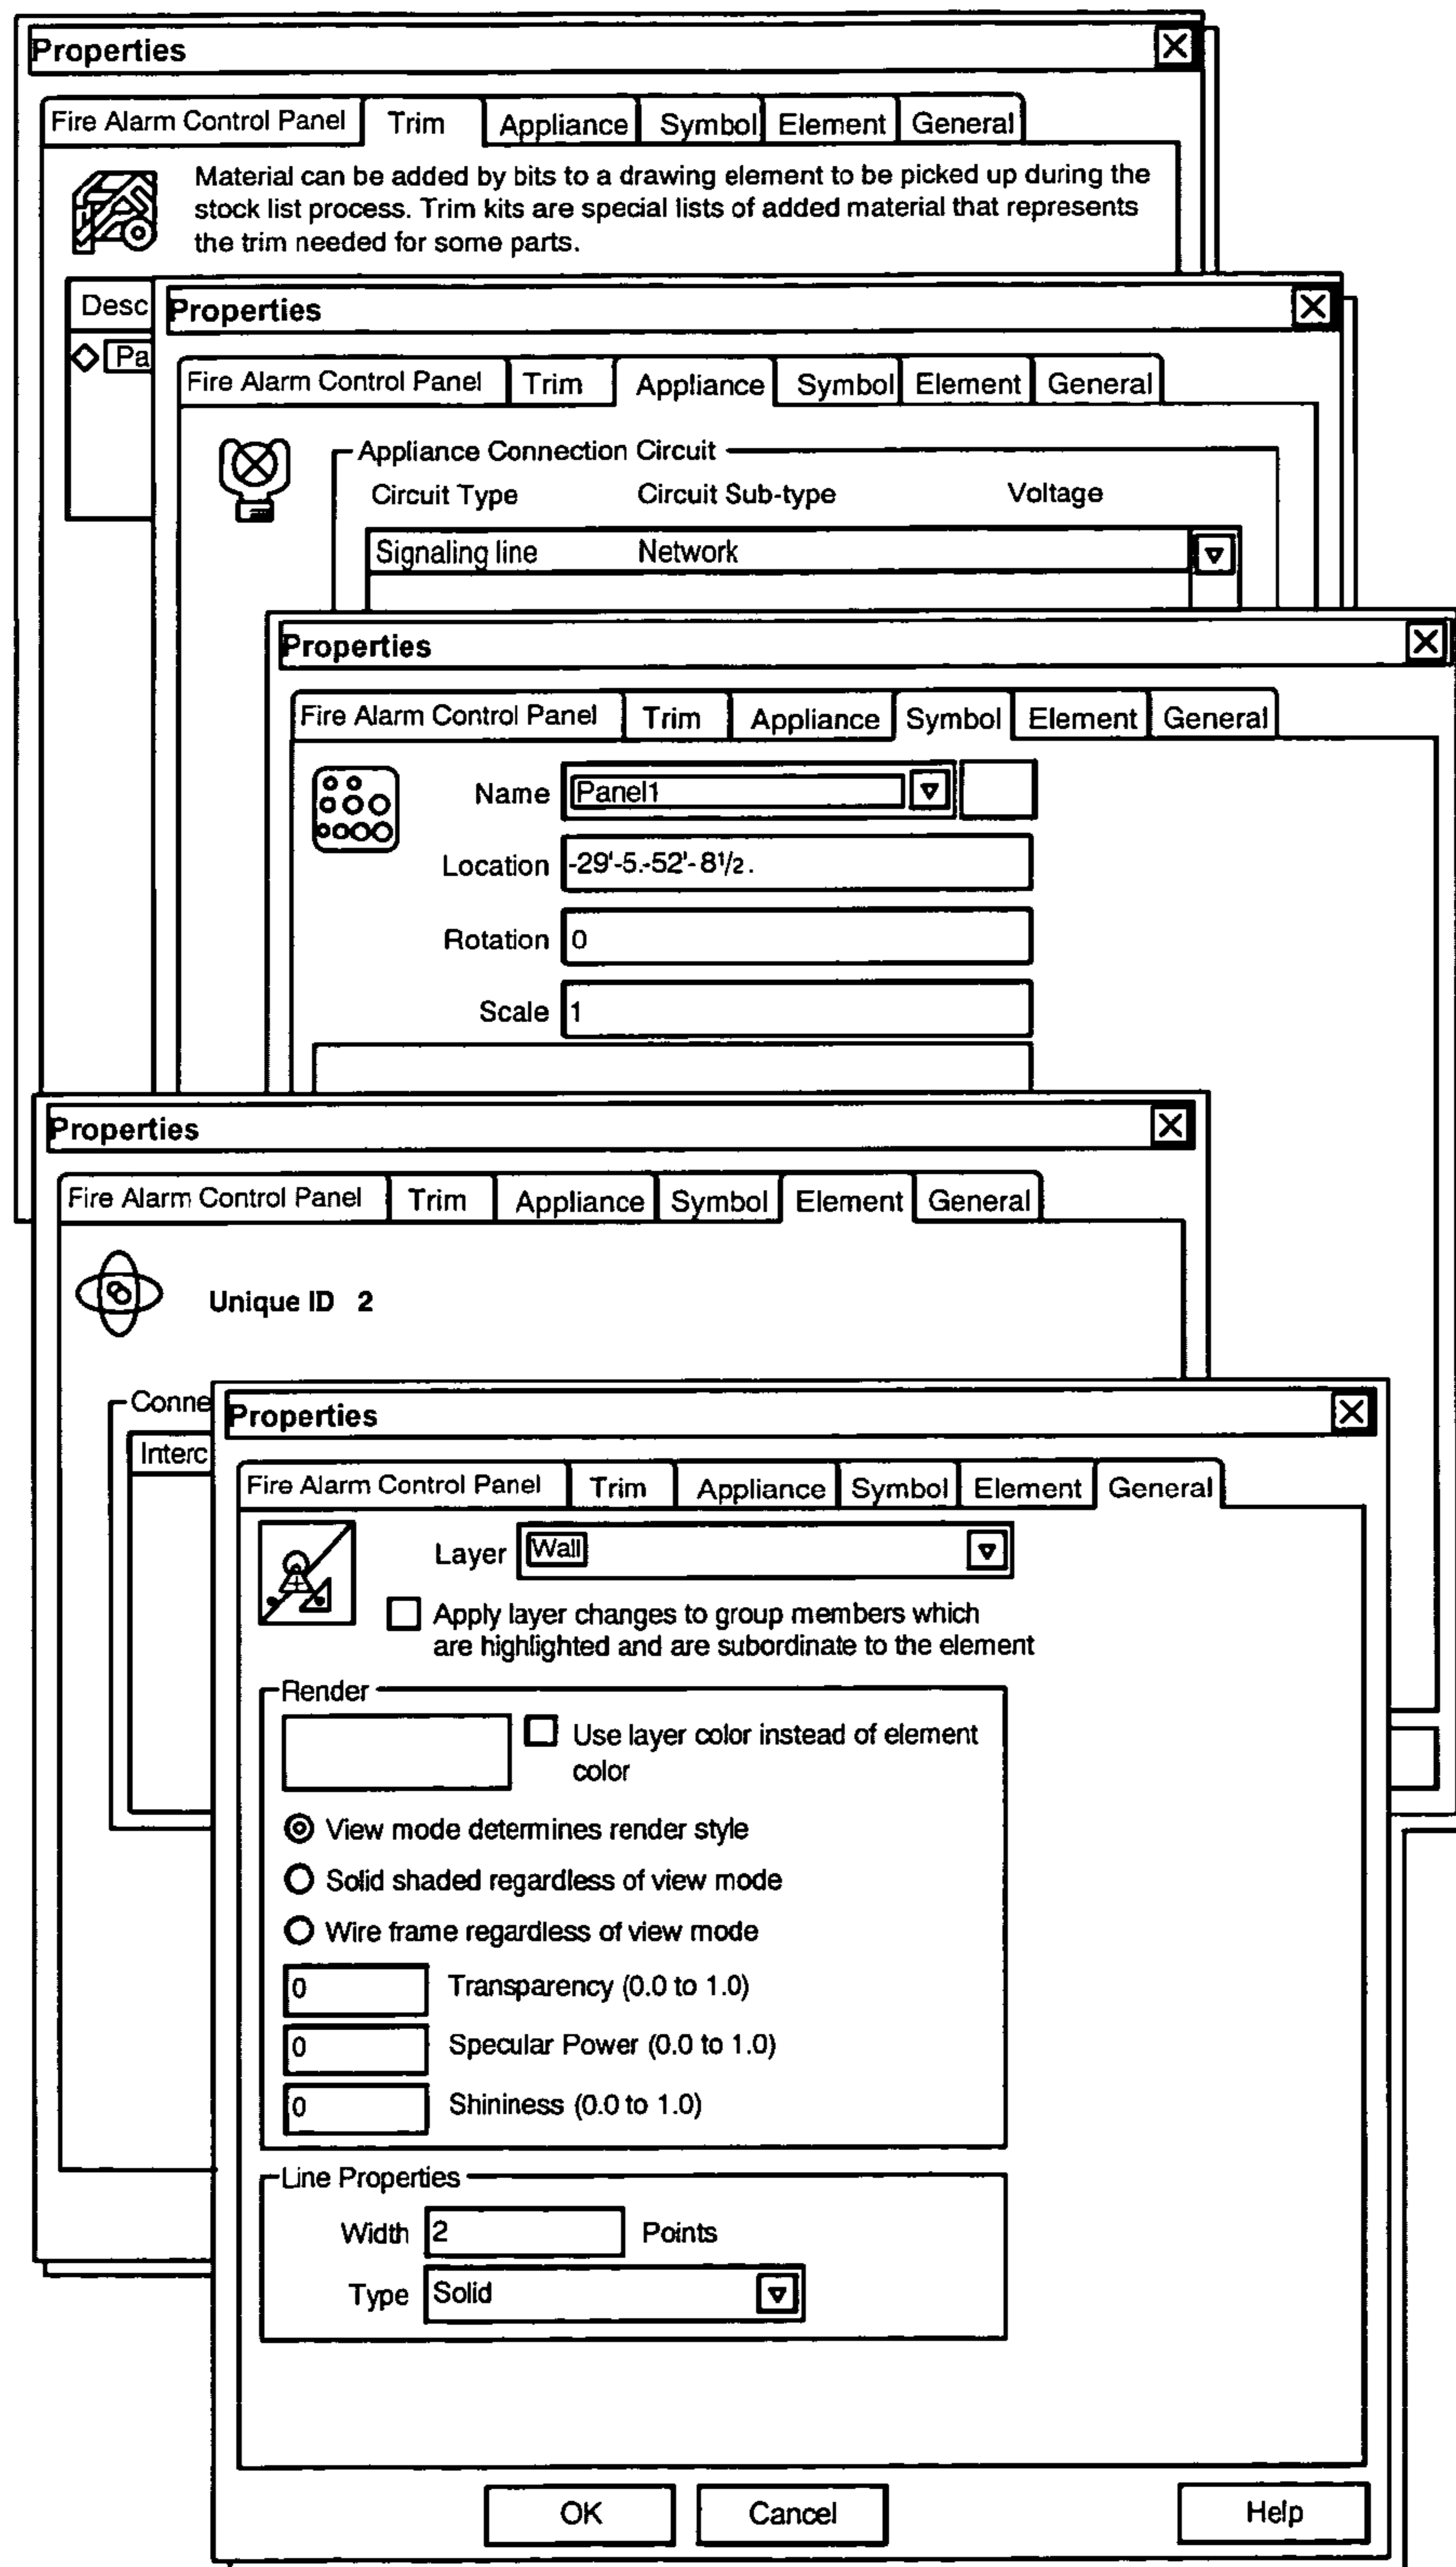 Properties
Fire Alarm Control Panel Trim Appliance Symbol Element General
Material can be added by bits to a drawing element to be picked up during the
stock list process. Trim kits are special lists of added material that represents
the trim needed for some parts.
Desc
Pa
Properties
Fire Alarm Control Panel Trim Appliance Symbol Element General
Appliance Connection Circuit
Circuit Type Circuit Sub-type Voltage
Signaling line Network
Properties
Fire Alarm Control Panel Trim Appliance Symbol Element General
Name Panel1
Location -29'-5.-52'-8½.
Rotation 0
Scale 1
Properties
Fire Alarm Control Panel Trim Appliance Symbol Element General
Unique ID 2
Conne
Interc
Properties
Fire Alarm Control Panel Trim Appliance Symbol Element General
Layer Wall
Apply layer changes to group members which
are highlighted and are subordinate to the element
Render
Use layer color instead of element
color
View mode determines render style
Solid shaded regardless of view mode
Wire frame regardless of view mode
0 Transparency (0.0 to 1.0)
0 Specular Power (0.0 to 1.0)
0 Shininess (0.0 to 1.0)
Line Properties
Width 2 Points
Type Solid
OK Cancel Help